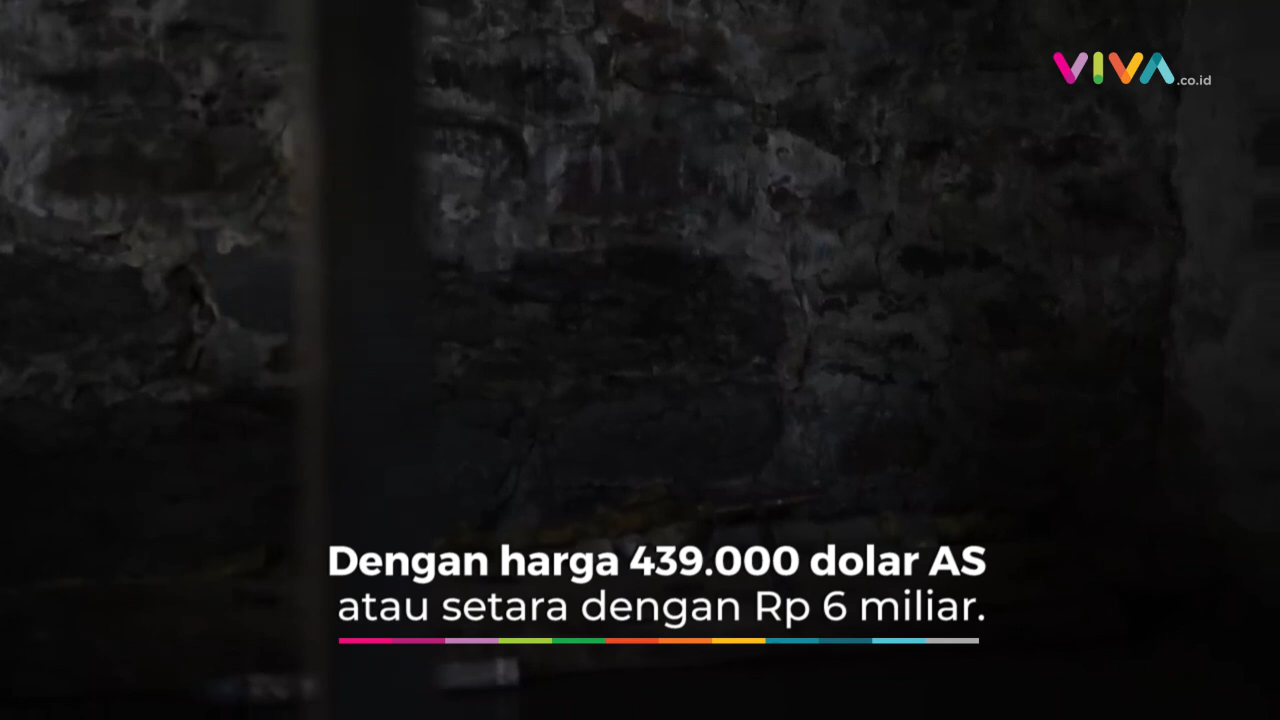 VIVA.co.id
Dengan harga 439.000 dolar AS
atau setara dengan Rp 6 miliar.